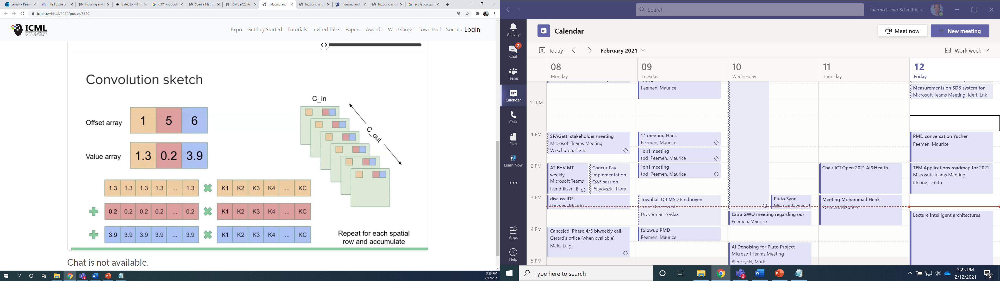 E-mail - Peem
The Future of
Inducing and
Bytes to MB C
6.1*4 - Google
Sparse Matrix
ICML 2020 Pap
Inducing and
Inducing and
Inducing and
Inducing and
activation spa
icml.cc/virtual/2020/poster/6840
ICML
International Conference
On Machine Learning
Expo Getting Started Tutorials Invited Talks Papers Awards Workshops Town Hall Socials Login
Convolution sketch
Offset array 1 5 6
Value array 1.3 0.2 3.9
C_in
C_out
1.3 1.3 1.3 1.3 ... 1.3 K1 K2 K3 K4 ... KC
0.2 0.2 0.2 0.2 ... 0.2 K1 K2 K3 K4 ... KC
3.9 3.9 3.9 3.9 ... 3.9 K1 K2 K3 K4 ... KC
Repeat for each spatial
row and accumulate
Chat is not available.
3:23 PM
2/12/2021
Search
Thermo Fisher Scientific
Activity
2
Chat
Teams
Calendar
Calls
Files
Learn Now
Apps
Help
Calendar
Meet now
New meeting
Today
February 2021
Work week
08
Monday
09
Tuesday
10
Wednesday
11
Thursday
12
Friday
12 PM
1 PM
2 PM
3 PM
4 PM
5 PM
SPAGettI stakeholder meeting
Microsoft Teams Meeting
Verschuren, Frans
AT EHV MT
weekly
Microsoft Teams
Hendriksen, B
Concur Pay
implementation
Q&E session
Petyovszki, Flóra
discuss IDF
Peemen, Maurice
Canceled: Phase 4/5 biweekly call
Gerard's office (when available)
Mele, Luigi
Peemen, Maurice
1:1 meeting Hans
Peemen, Maurice
1on1 meeting
tbd Peemen, Maurice
1on1 meeting
tbd Peemen, Maurice
Townhall Q4 MSD Eindhoven
Teams Live Event
Dreverman, Saskia
folowup PMD
Peemen, Maurice
Pluto Sync
Microsoft Teams
Extra GWO meeting regarding our
Peemen, Maurice
AI Denoising for Pluto Project
Microsoft Teams Meeting
Biedrzycki, Mark
Chair ICT.Open 2021 AI&Health
Meeting Mohammad Henk
Peemen, Maurice
Measurements on SDB system for
Microsoft Teams Meeting Kieft, Erik
PMD conversation Yuchen
Peemen, Maurice
TEM Applications roadmap for 2021
Microsoft Teams Meeting
Klenov, Dmitri
Lecture Intelligent architectures
Type here to search
3:23 PM
2/12/2021
5